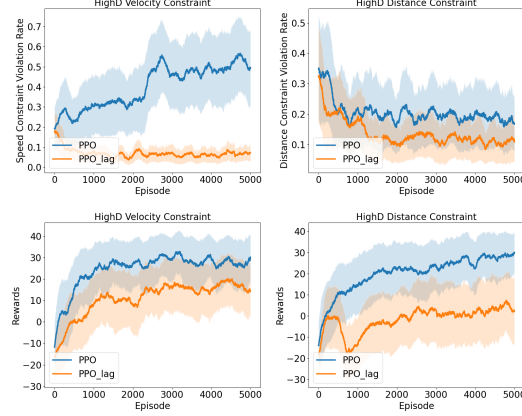 HighD Velocity Constraint
Speed Constraint Violation Rate
0.7
0.6
0.5
0.4
0.3
0.2
0.1
0.0
PPO
PPO_lag
0 1000 2000 3000 4000 5000
Episode
HighD Distance Constraint
Distance Constraint Violation Rate
0.5
0.4
0.3
0.2
0.1
PPO
PPO_lag
0 1000 2000 3000 4000 5000
Episode
HighD Velocity Constraint
Rewards
40
30
20
10
0
−10
−20
−30
PPO
PPO_lag
0 1000 2000 3000 4000 5000
Episode
HighD Distance Constraint
Rewards
40
30
20
10
0
−10
−20
−30
PPO
PPO_lag
0 1000 2000 3000 4000 5000
Episode